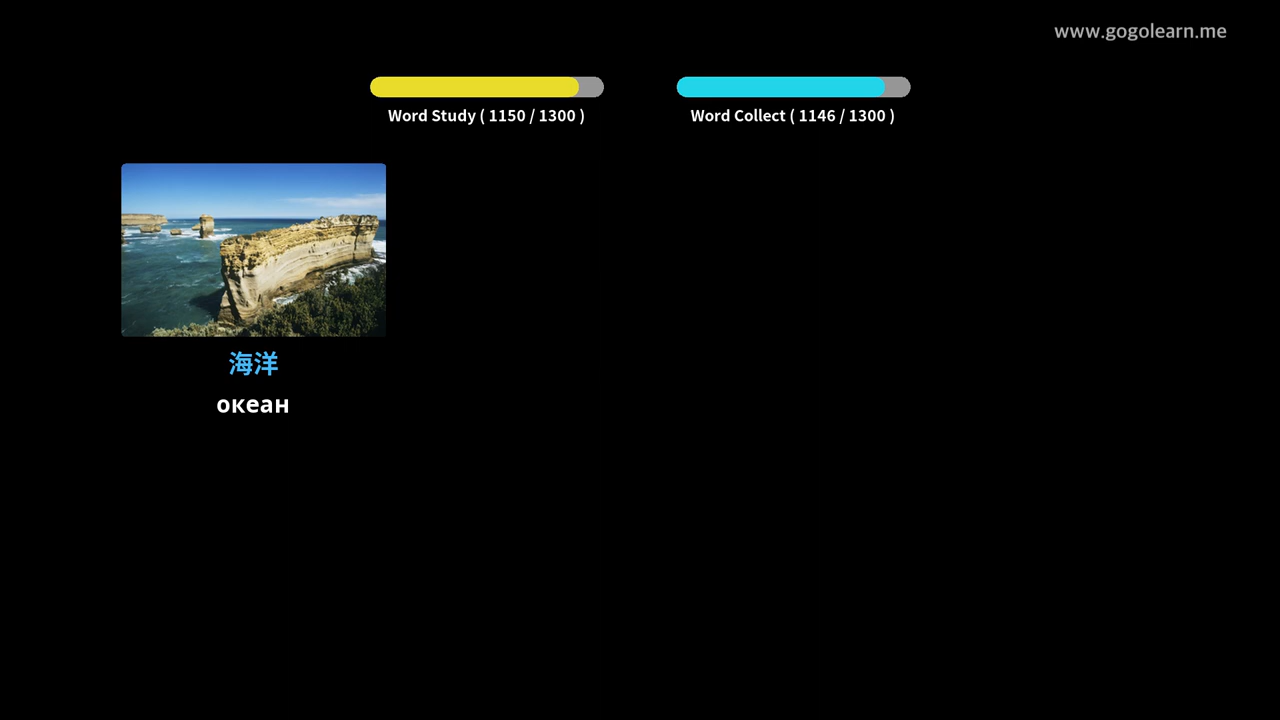 www.gogolearn.me
Word Study ( 1150 / 1300 )
Word Collect ( 1146 / 1300 )
海洋
океан